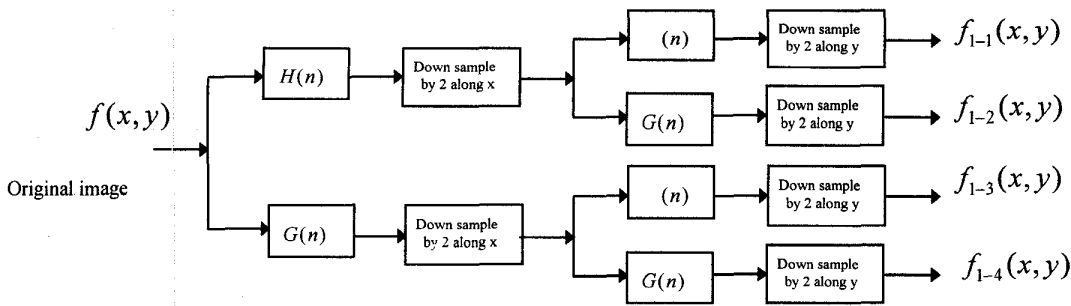 (n)
Down sample
by 2 along y
f₁₋₁(x, y)
H(n)
Down sample
by 2 along x
f(x, y)
G(n)
Down sample
by 2 along y
f₁₋₂(x, y)
Original image
(n)
Down sample
by 2 along y
f₁₋₃(x, y)
G(n)
Down sample
by 2 along x
G(n)
Down sample
by 2 along y
f₁₋₄(x, y)